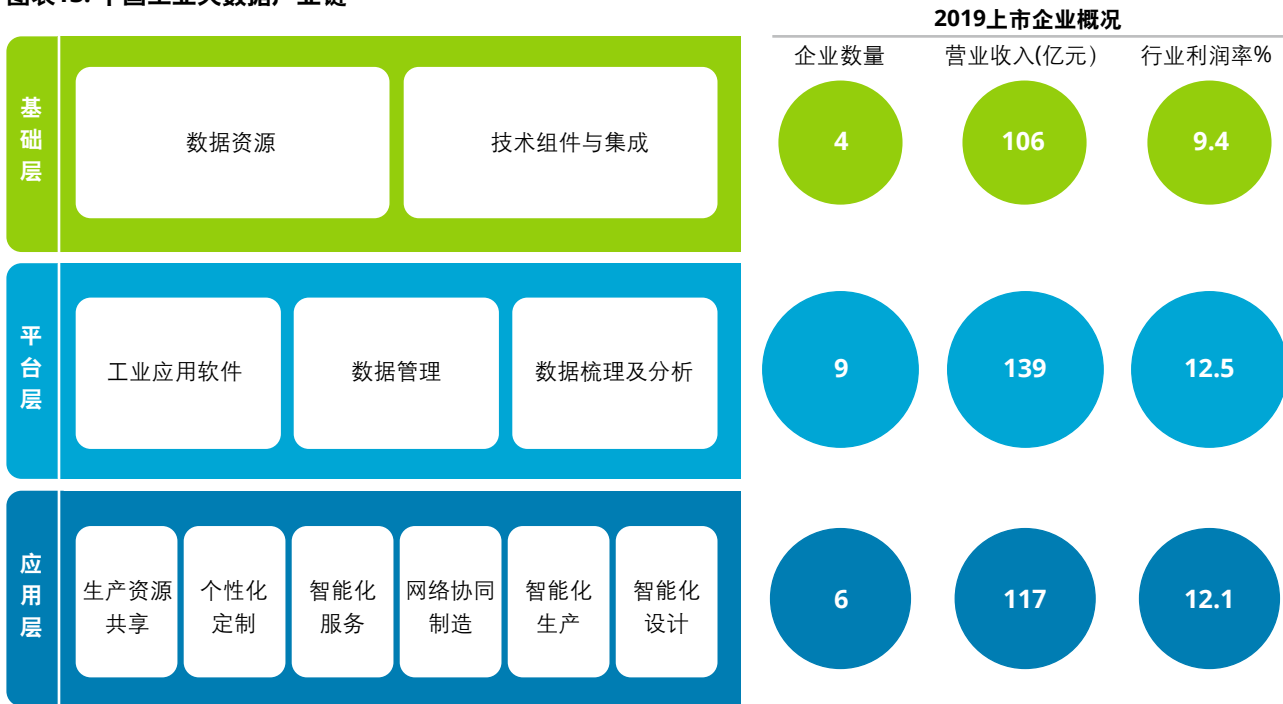 2019上市企业概况
企业数量 营业收入(亿元) 行业利润率%
基础层
数据资源 技术组件与集成
4 106 9.4
平台层
工业应用软件 数据管理 数据梳理及分析
9 139 12.5
应用层
生产资源 个性化 智能化 网络协同 智能化 智能化
共享 定制 服务 制造 生产 设计
6 117 12.1